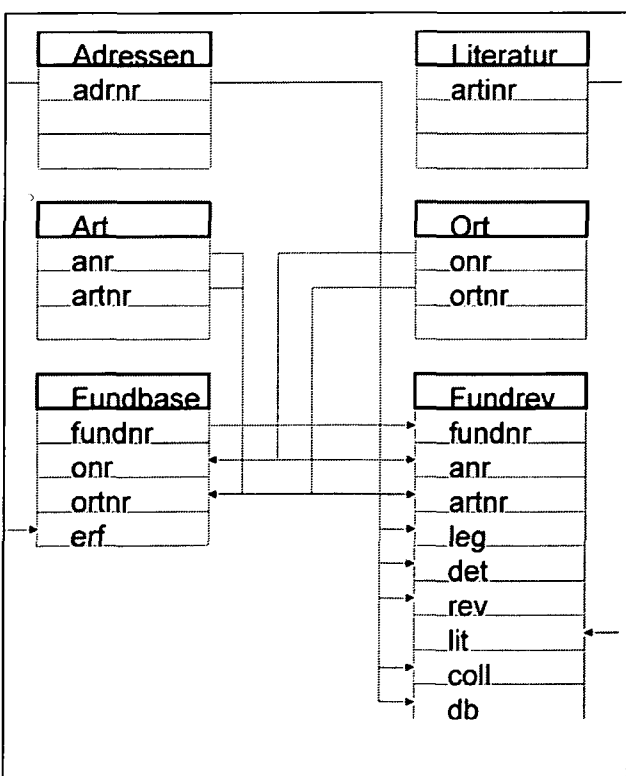 Adressen
adrnr
Literatur
artinr
Art
anr
artnr
Ort
onr
ortnr
Fundbase
fundnr
onr
ortnr
erf
Fundrev
fundnr
anr
artnr
leg
det
rev
lit
coll
db